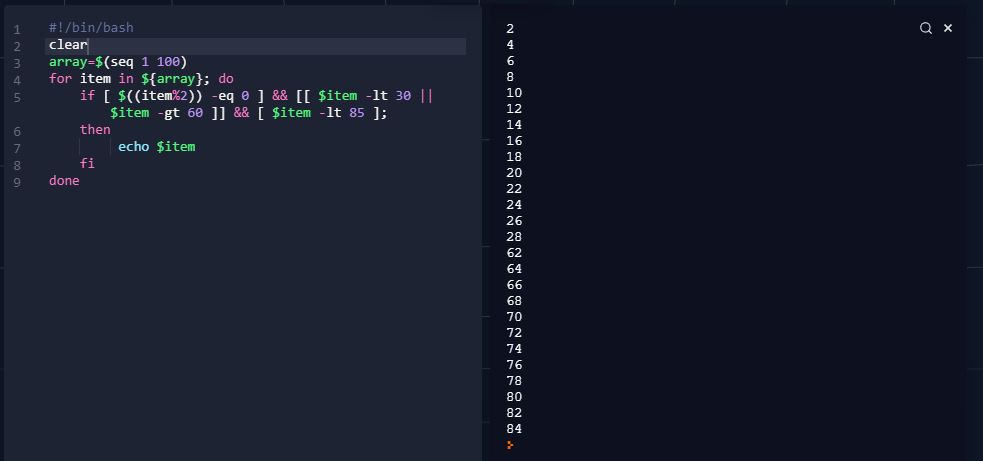 1 #!/bin/bash
2 clear
3 array=$(seq 1 100)
4 for item in ${array}; do
5 if [ $((item%2)) -eq 0 ] && [[ $item -lt 30 ||
$item -gt 60 ]] && [ $item -lt 85 ];
6 then
7 echo $item
8 fi
9 done
2
4
6
8
10
12
14
16
18
20
22
24
26
28
62
64
66
68
70
72
74
76
78
80
82
84